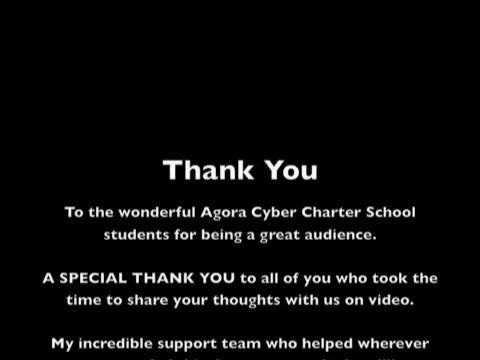 Thank You
To the wonderful Agora Cyber Charter School
students for being a great audience.
A SPECIAL THANK YOU to all of you who took the
time to share your thoughts with us on video.
My incredible support team who helped wherever